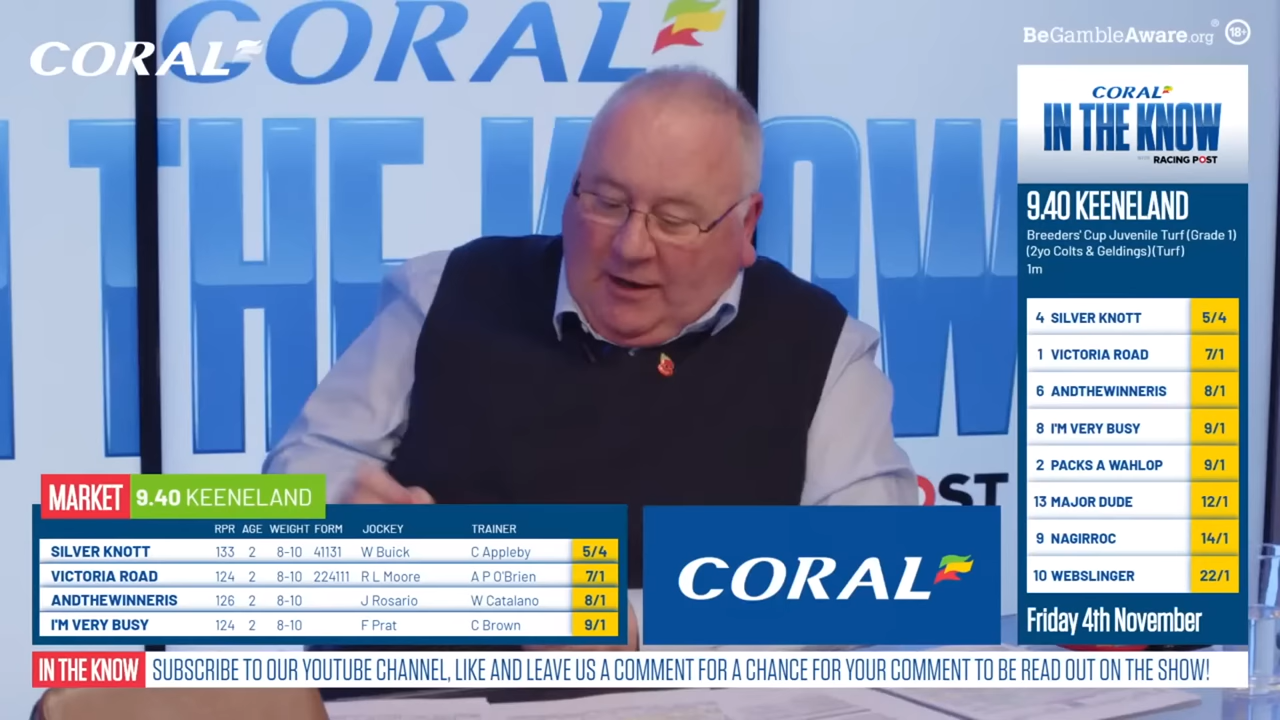 CORAL
CORAL
THE KNOW
OST
BeGambleAware.org® 18+
CORAL
IN THE KNOW
WITH RACING POST
9.40 KEENELAND
Breeders' Cup Juvenile Turf (Grade 1)
(2yo Colts & Geldings)(Turf)
1m
4 SILVER KNOTT 5/4
1 VICTORIA ROAD 7/1
6 ANDTHEWINNERIS 8/1
8 I'M VERY BUSY 9/1
2 PACKS A WAHLOP 9/1
13 MAJOR DUDE 12/1
9 NAGIRROC 14/1
10 WEBSLINGER 22/1
Friday 4th November
MARKET 9.40 KEENELAND
RPR AGE WEIGHT FORM JOCKEY TRAINER
SILVER KNOTT 133 2 8-10 41131 W Buick C Appleby 5/4
VICTORIA ROAD 124 2 8-10 224111 R L Moore A P O'Brien 7/1
ANDTHEWINNERIS 126 2 8-10 J Rosario W Catalano 8/1
I'M VERY BUSY 124 2 8-10 F Prat C Brown 9/1
CORAL
IN THE KNOW SUBSCRIBE TO OUR YOUTUBE CHANNEL, LIKE AND LEAVE US A COMMENT FOR A CHANCE FOR YOUR COMMENT TO BE READ OUT ON THE SHOW!